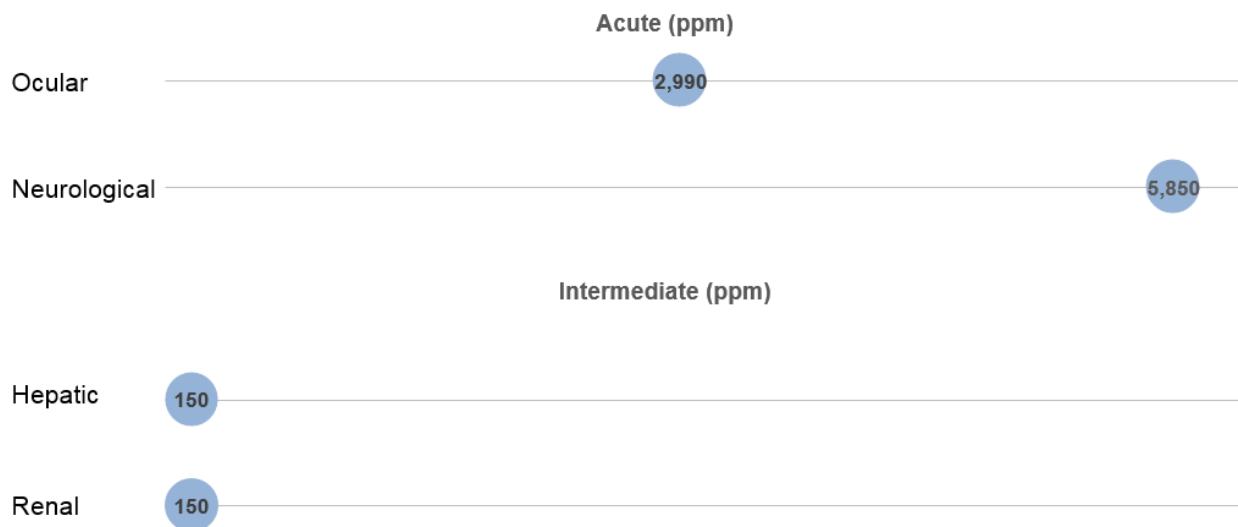 Acute (ppm)
Ocular 2,990
Neurological 5,850
Intermediate (ppm)
Hepatic 150
Renal 150